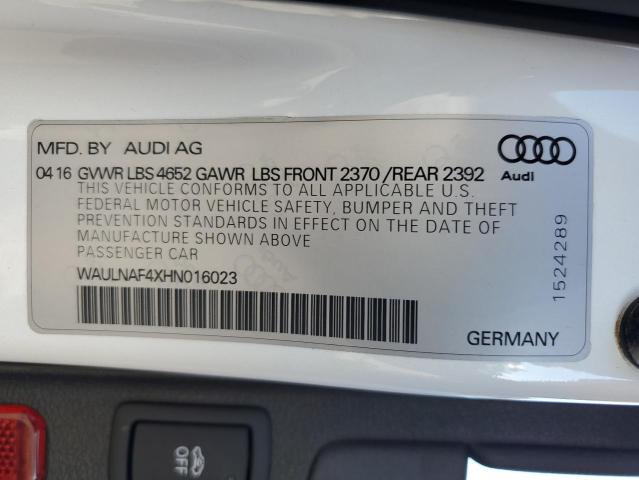 MFD. BY AUDI AG
04 16 GVWR LBS 4652 GAWR LBS FRONT 2370 /REAR 2392
THIS VEHICLE CONFORMS TO ALL APPLICABLE U.S.
FEDERAL MOTOR VEHICLE SAFETY, BUMPER AND THEFT
PREVENTION STANDARDS IN EFFECT ON THE DATE OF
MANUFACTURE SHOWN ABOVE
PASSENGER CAR
WAULNAF4XHN016023
GERMANY
Audi
1524289
OFF